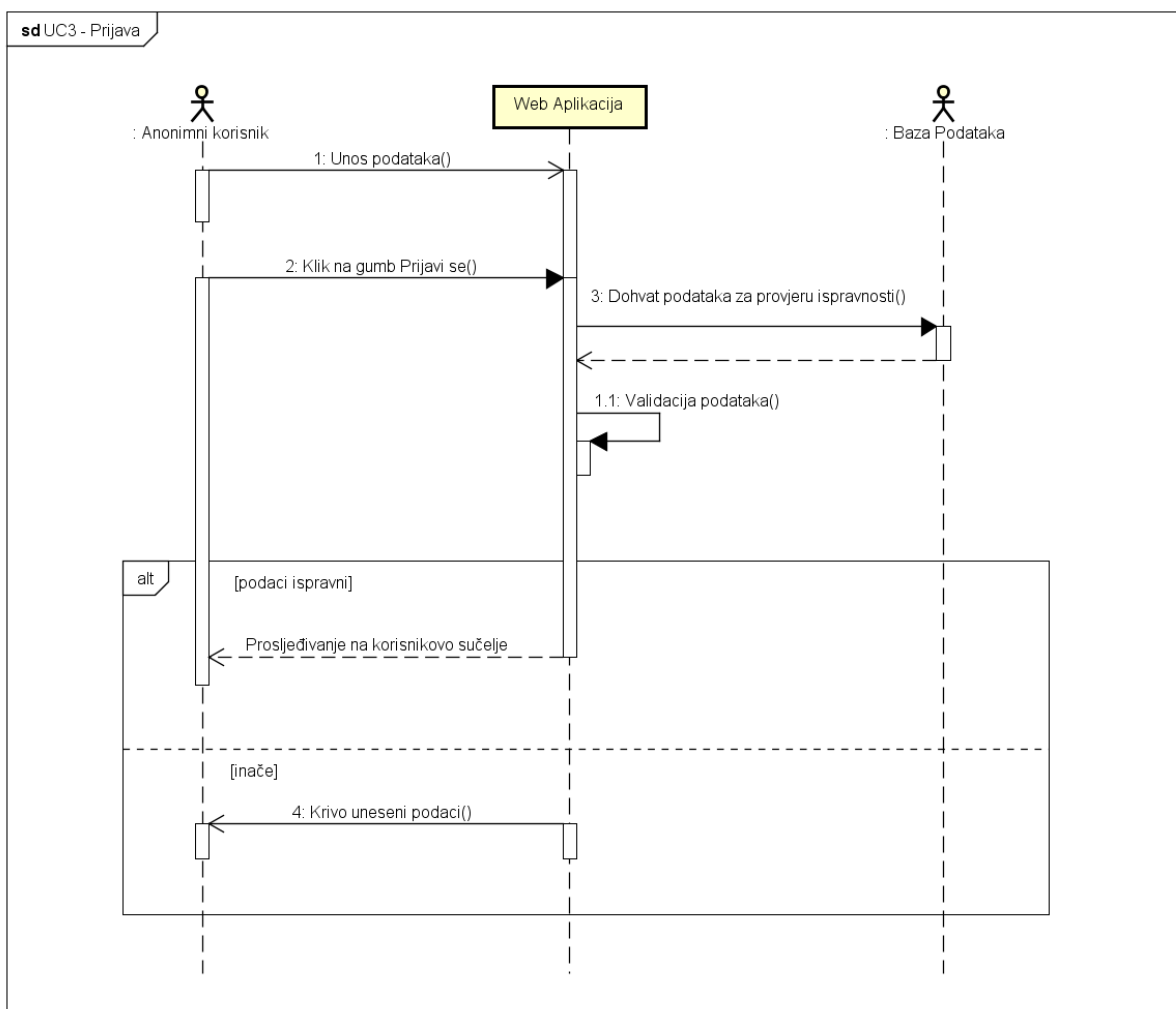 sd UC3 - Prijava
: Anonimni korisnik
Web Aplikacija
: Baza Podataka
1: Unos podataka()
2: Klik na gumb Prijavi se()
3: Dohvat podataka za provjeru ispravnosti()
1.1: Validacija podataka()
alt
[podaci ispravni]
Prosljeđivanje na korisnikovo sučelje
[inače]
4: Krivo uneseni podaci()